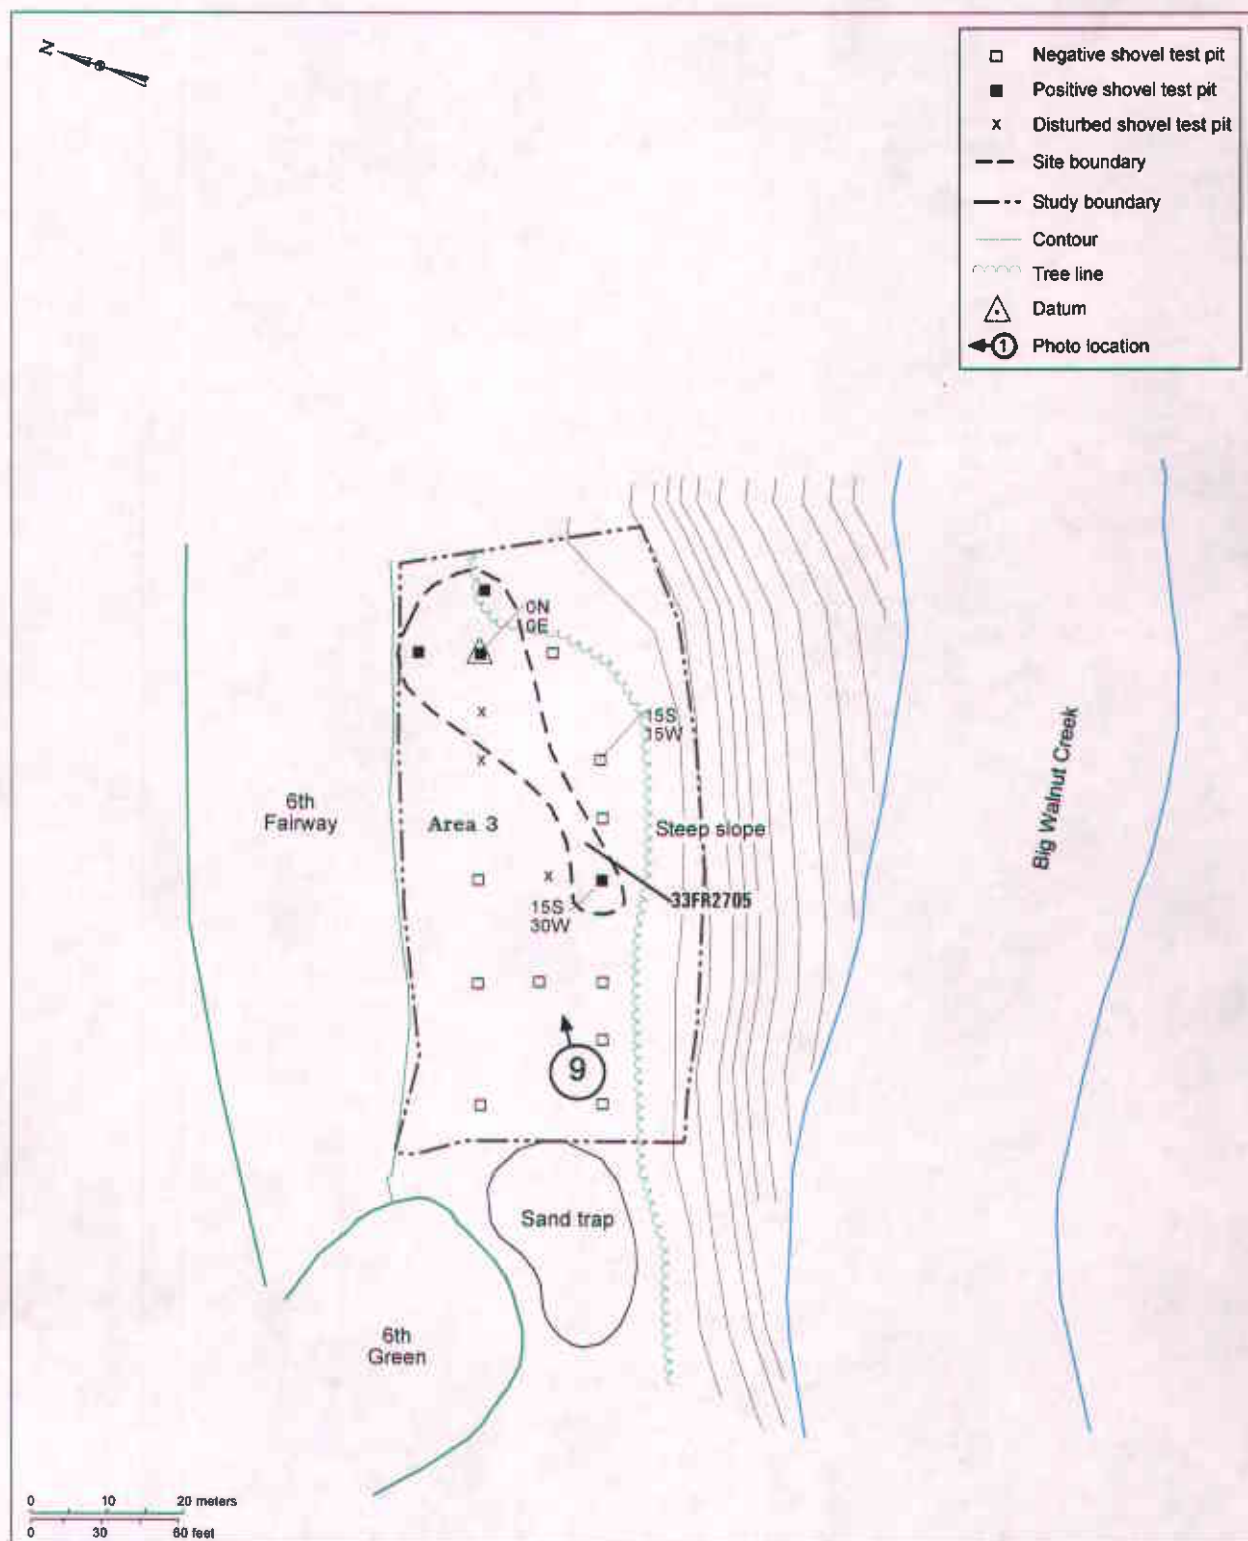 N
Negative shovel test pit
Positive shovel test pit
x Disturbed shovel test pit
Site boundary
Study boundary
Contour
Tree line
Datum
1 Photo location
0N
0E
x
15S
15W
x
6th
Fairway
Area 3
Steep slope
Big Walnut Creek
x
33FR2705
15S
30W
9
Sand trap
6th
Green
0 10 20 meters
0 30 60 feet